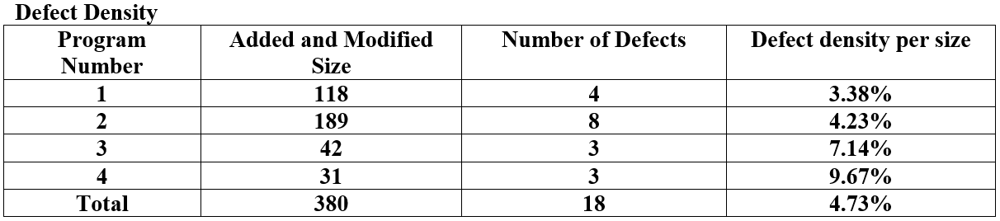 Defect Density
Program Number | Added and Modified Size | Number of Defects | Defect density per size
1 | 118 | 4 | 3.38%
2 | 189 | 8 | 4.23%
3 | 42 | 3 | 7.14%
4 | 31 | 3 | 9.67%
Total | 380 | 18 | 4.73%